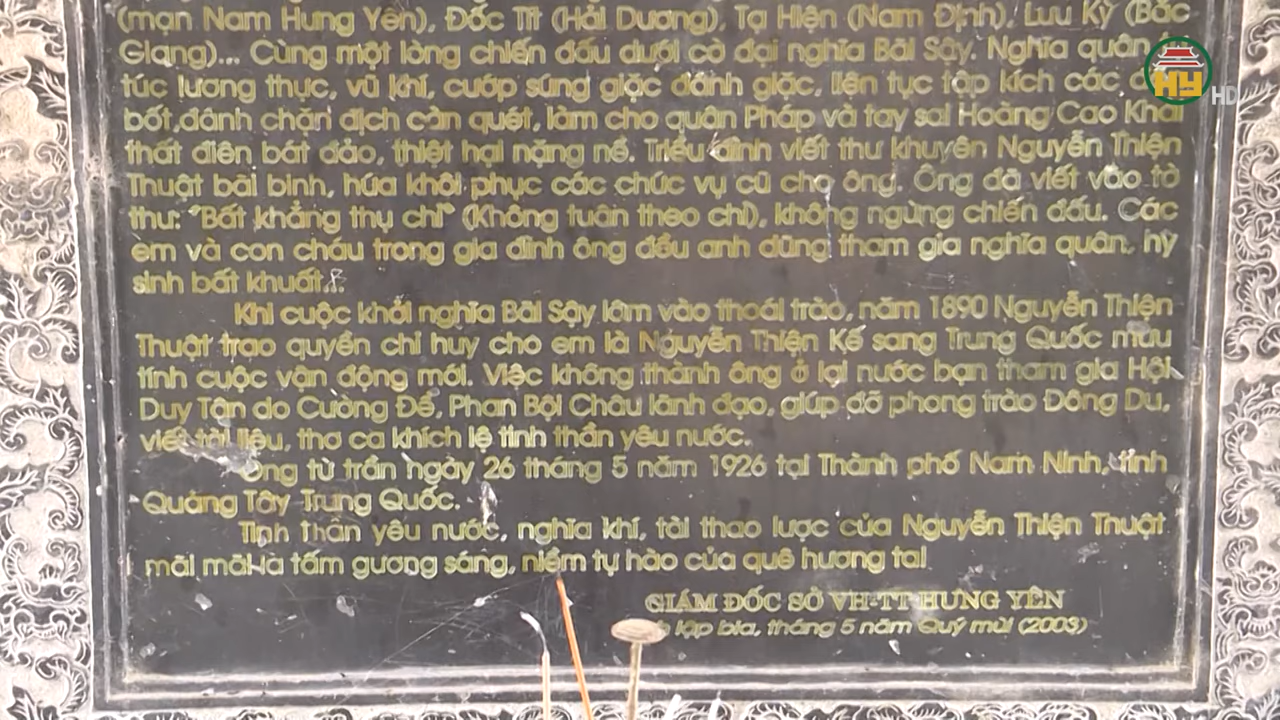 (mạn Nam Hưng Yên), Đốc Tít (Hải Dương), Tạ Hiện (Nam Định), Lưu Kỳ (Bắc
Giang)... Cùng một lòng chiến đấu dưới cờ đại nghĩa Bãi Sậy. Nghĩa quân
túc lương thực, vũ khí, cướp súng giặc đánh giặc, liên tục tập kích các
bốt,đánh chặn địch càn quét, làm cho quân Pháp và tay sai Hoàng Cao Khải
thất điên bát đảo, thiệt hại nặng nề. Triều đình viết thư khuyên Nguyễn Thiện
Thuật bãi binh, hứa khôi phục các chức vụ cũ cho ông. Ông đã viết vào tờ
thư: "Bất khẳng thụ chỉ" (Không tuân theo chỉ), không ngừng chiến đấu. Các
em và con cháu trong gia đình ông đều anh dũng tham gia nghĩa quân, hy
sinh bất khuất...
Khi cuộc khởi nghĩa Bãi Sậy lâm vào thoái trào, năm 1890 Nguyễn Thiện
Thuật trao quyền chỉ huy cho em là Nguyễn Thiện Kế sang Trung Quốc mưu
tính cuộc vận động mới. Việc không thành ông ở lại nước bạn tham gia Hội
Duy Tân do Cường Để, Phan Bội Châu lãnh đạo, giúp đỡ phong trào Đông Du,
viết tài liệu, thơ ca khích lệ tinh thần yêu nước.
Ông từ trần ngày 26 tháng 5 năm 1926 tại Thành phố Nam Ninh, tỉnh
Quảng Tây Trung Quốc.
Tinh thần yêu nước, nghĩa khí, tài thao lược của Nguyễn Thiện Thuật
mãi mãi là tấm gương sáng, niềm tự hào của quê hương ta!
GIÁM ĐỐC SỞ VH-TT HƯNG YÊN
lập bia, tháng 5 năm Quý mùi (2003)
HY
HD